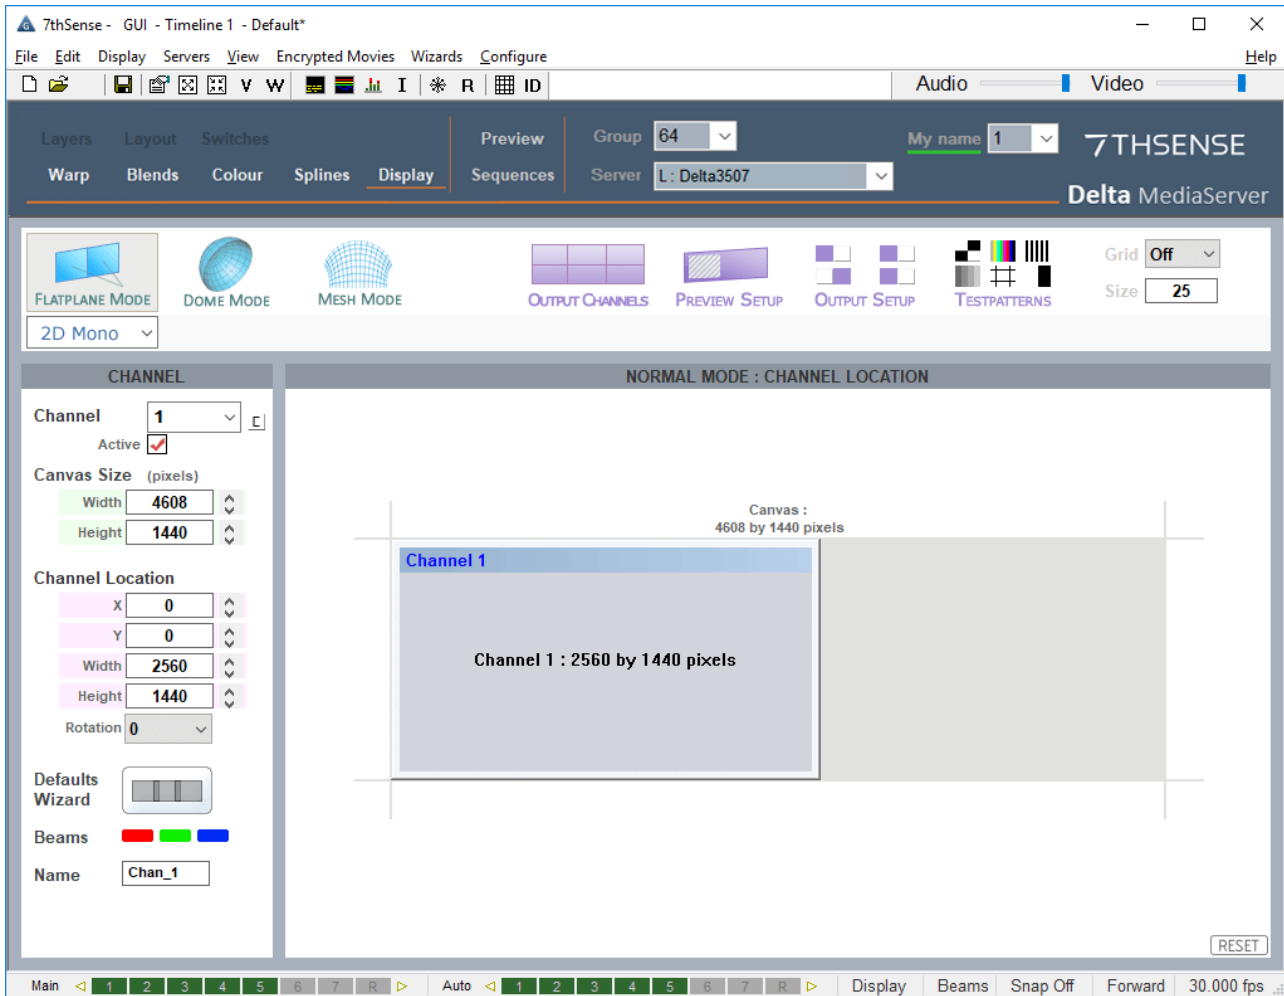 7thSense - GUI - Timeline 1 - Default*
File Edit Display Servers View Encrypted Movies Wizards Configure Help
V W I R ID Audio Video
Layers Layout Switches Preview Group 64 My name 1 7THSENSE
Warp Blends Colour Splines Display Sequences Server L : Delta3507 Delta MediaServer
FLATPLANE MODE DOME MODE MESH MODE OUTPUT CHANNELS PREVIEW SETUP OUTPUT SETUP TESTPATTERNS Grid Off
Size 25
2D Mono
CHANNEL
Channel 1
Active
Canvas Size (pixels)
Width 4608
Height 1440
Channel Location
X 0
Y 0
Width 2560
Height 1440
Rotation 0
Defaults
Wizard
Beams
Name Chan_1
NORMAL MODE : CHANNEL LOCATION
Canvas :
4608 by 1440 pixels
Channel 1
Channel 1 : 2560 by 1440 pixels
RESET
Main 1 2 3 4 5 6 7 R Auto 1 2 3 4 5 6 7 R Display Beams Snap Off Forward 30.000 fps